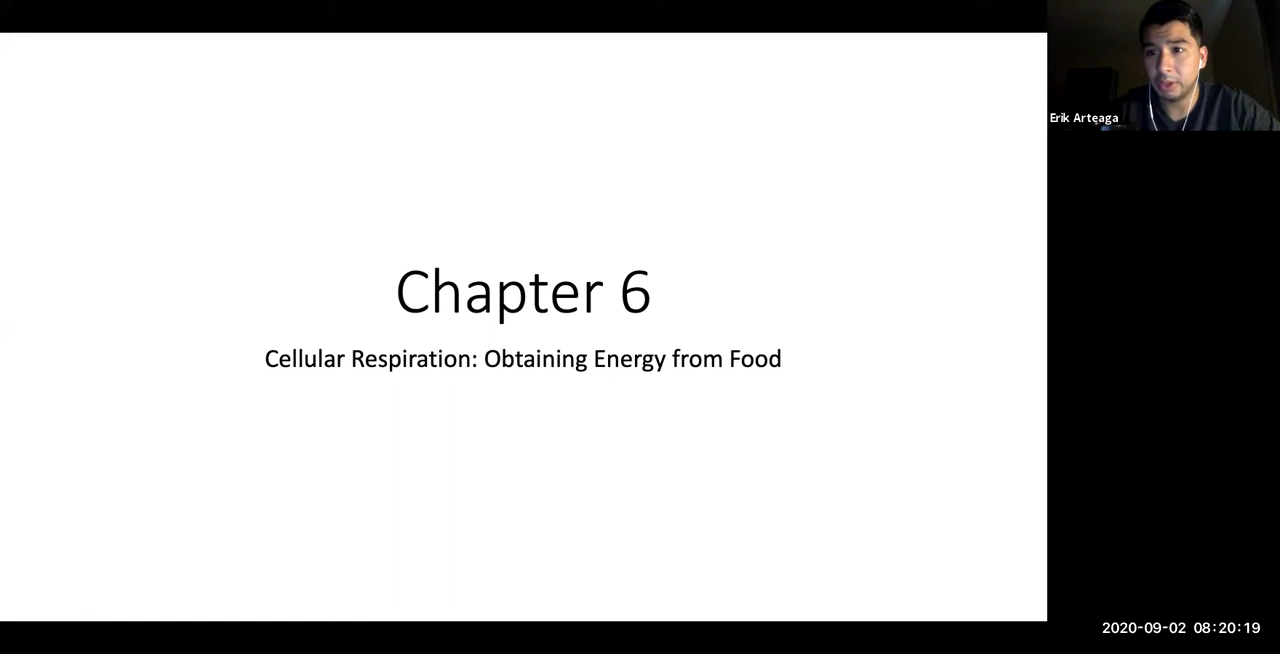 Erik Arteaga
Chapter 6
Cellular Respiration: Obtaining Energy from Food
2020-09-02 08:20:19